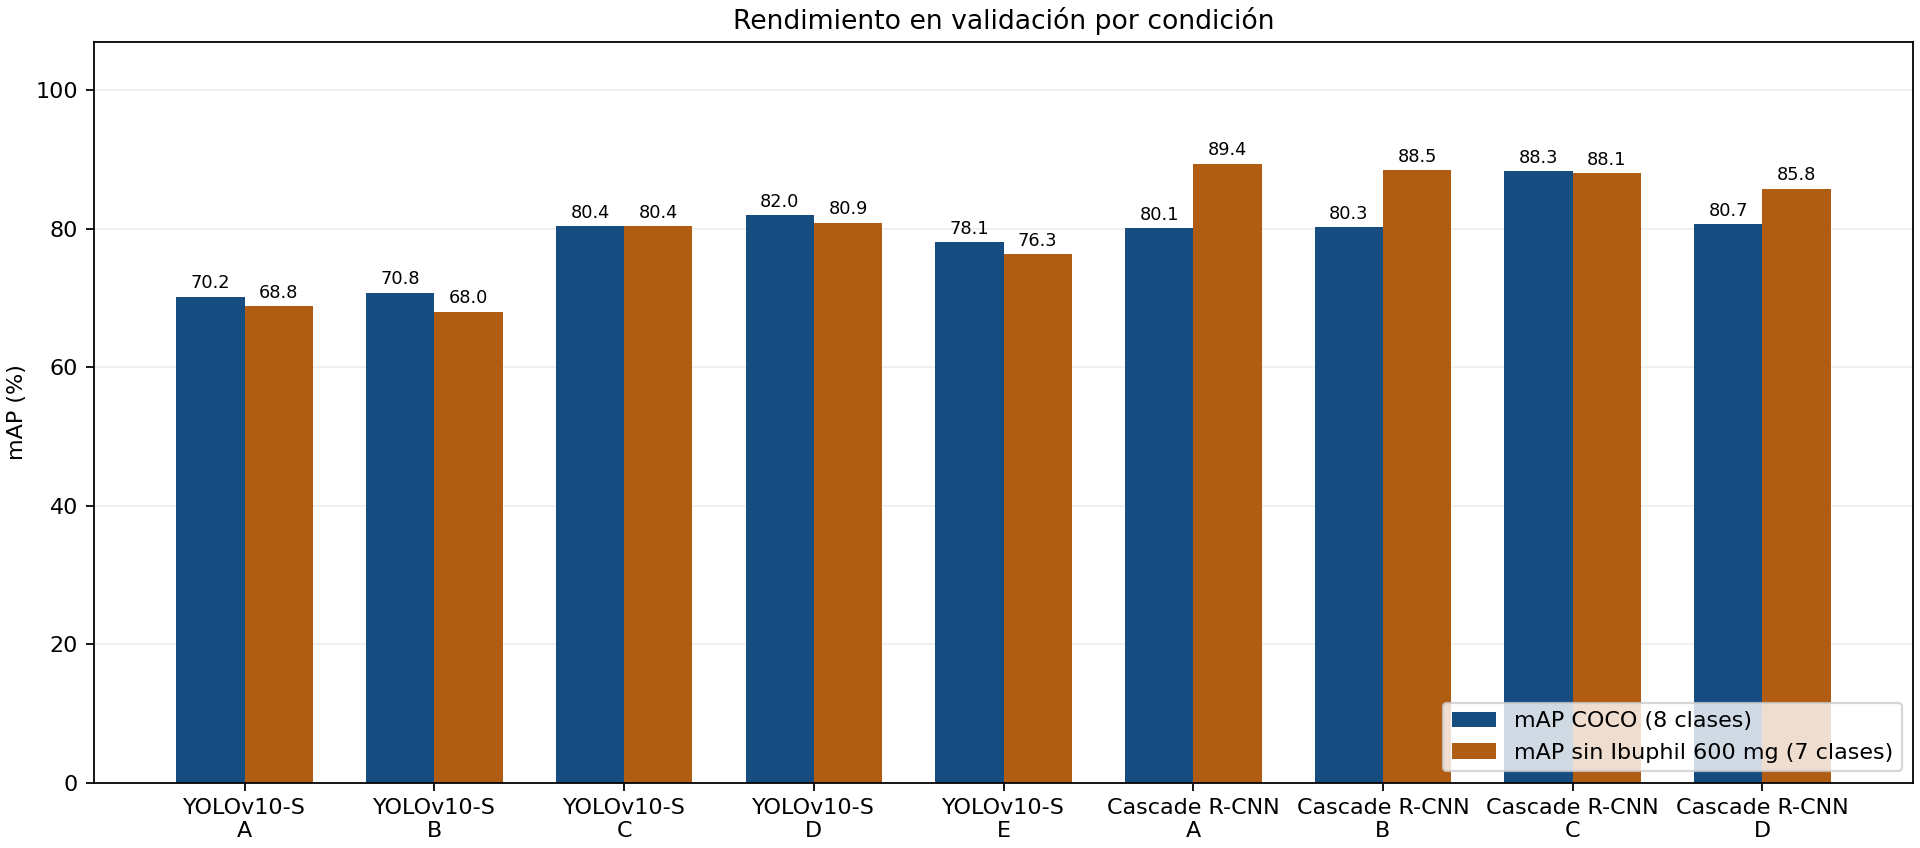 Rendimiento en validación por condición
mAP (%)
100
80
60
40
20
0
70.2
68.8
70.8
68.0
80.4
80.4
82.0
80.9
78.1
76.3
80.1
89.4
80.3
88.5
88.3
88.1
80.7
85.8
mAP COCO (8 clases)
mAP sin Ibuphil 600 mg (7 clases)
YOLOv10-S
A
YOLOv10-S
B
YOLOv10-S
C
YOLOv10-S
D
YOLOv10-S
E
Cascade R-CNN
A
Cascade R-CNN
B
Cascade R-CNN
C
Cascade R-CNN
D